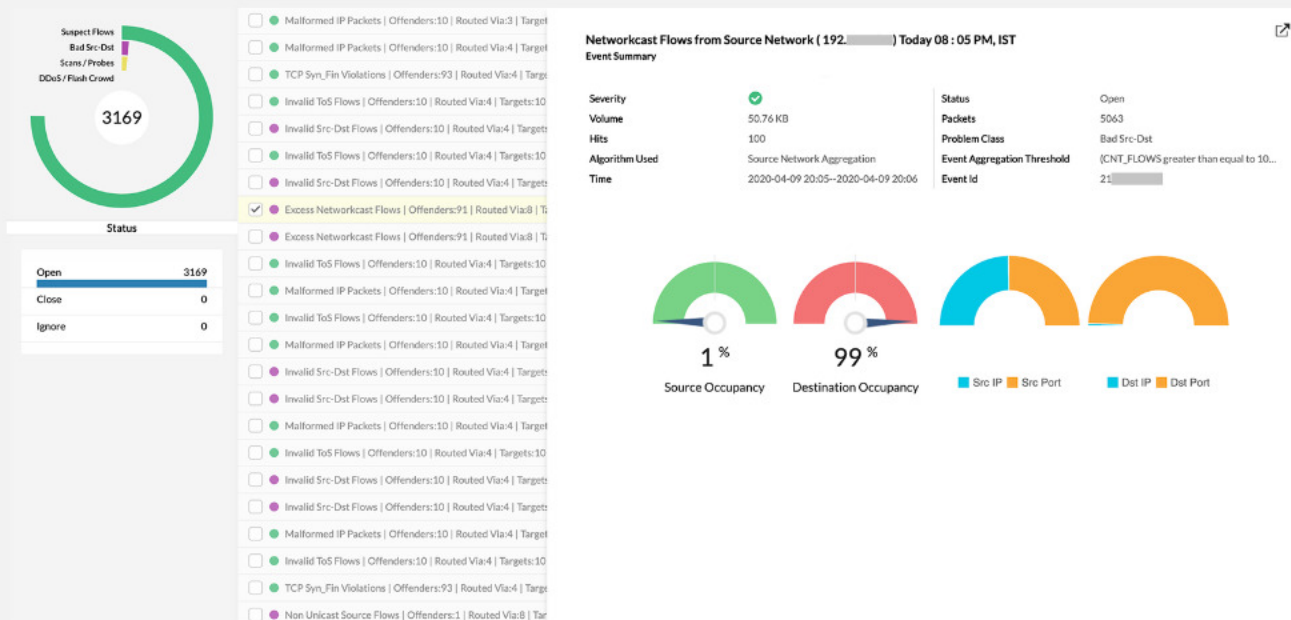 Suspect Flows
Bad Src-Dst
Scans / Probes
DDoS / Flash Crowd
3169
Status
Open 3169
Close 0
Ignore 0
Malformed IP Packets | Offenders:10 | Routed Via:3 | Target
Malformed IP Packets | Offenders:10 | Routed Via:4 | Target
TCP Syn_Fin Violations | Offenders:93 | Routed Via:4 | Targe
Invalid ToS Flows | Offenders:10 | Routed Via:4 | Targets:10
Invalid Src-Dst Flows | Offenders:10 | Routed Via:4 | Targets
Invalid ToS Flows | Offenders:10 | Routed Via:4 | Targets:10
Invalid Src-Dst Flows | Offenders:10 | Routed Via:4 | Targets
Excess Networkcast Flows | Offenders:91 | Routed Via:8 | Ta
Excess Networkcast Flows | Offenders:91 | Routed Via:8 | Ta
Invalid ToS Flows | Offenders:10 | Routed Via:4 | Targets:10
Malformed IP Packets | Offenders:10 | Routed Via:4 | Target
Invalid ToS Flows | Offenders:10 | Routed Via:4 | Targets:10
Malformed IP Packets | Offenders:10 | Routed Via:4 | Target
Invalid Src-Dst Flows | Offenders:10 | Routed Via:4 | Targets
Invalid Src-Dst Flows | Offenders:10 | Routed Via:4 | Targets
Malformed IP Packets | Offenders:10 | Routed Via:4 | Target
Invalid ToS Flows | Offenders:10 | Routed Via:4 | Targets:10
Invalid Src-Dst Flows | Offenders:10 | Routed Via:4 | Targets
Invalid Src-Dst Flows | Offenders:10 | Routed Via:4 | Targets
Malformed IP Packets | Offenders:10 | Routed Via:4 | Target
Invalid ToS Flows | Offenders:10 | Routed Via:4 | Targets:10
TCP Syn_Fin Violations | Offenders:93 | Routed Via:4 | Targe
Non Unicast Source Flows | Offenders:1 | Routed Via:8 | Tar
Networkcast Flows from Source Network ( 192. ) Today 08 : 05 PM, IST
Event Summary
Severity Status Open
Volume 50.76 KB Packets 5063
Hits 100 Problem Class Bad Src-Dst
Algorithm Used Source Network Aggregation Event Aggregation Threshold (CNT_FLOWS greater than equal to 10...
Time 2020-04-09 20:05--2020-04-09 20:06 Event Id 21
1 % 99 %
Source Occupancy Destination Occupancy
Src IP Src Port Dst IP Dst Port